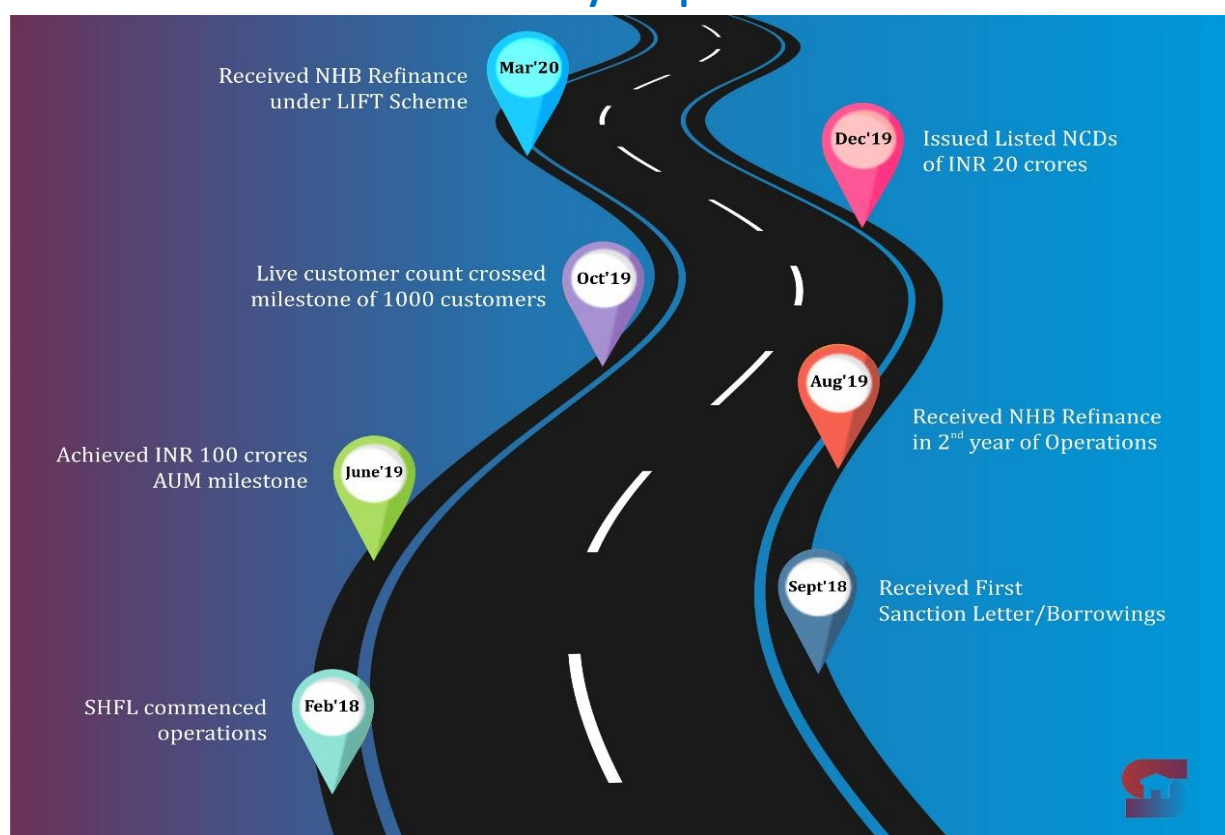 Mar'20
Received NHB Refinance
under LIFT Scheme
Dec'19
Issued Listed NCDs
of INR 20 crores
Oct'19
Live customer count crossed
milestone of 1000 customers
Aug'19
Received NHB Refinance
in 2nd year of Operations
June'19
Achieved INR 100 crores
AUM milestone
Sept'18
Received First
Sanction Letter/Borrowings
Feb'18
SHFL commenced
operations